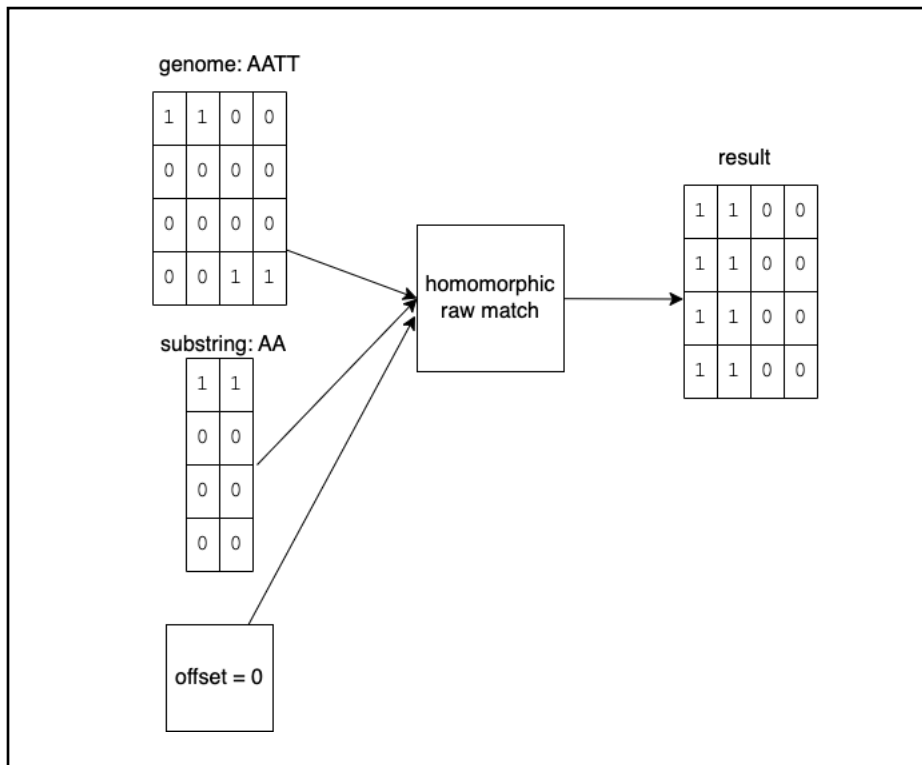 genome: AATT
1 1 0 0
0 0 0 0
0 0 0 0
0 0 1 1
substring: AA
1 1
0 0
0 0
0 0
offset = 0
homomorphic
raw match
result
1 1 0 0
1 1 0 0
1 1 0 0
1 1 0 0